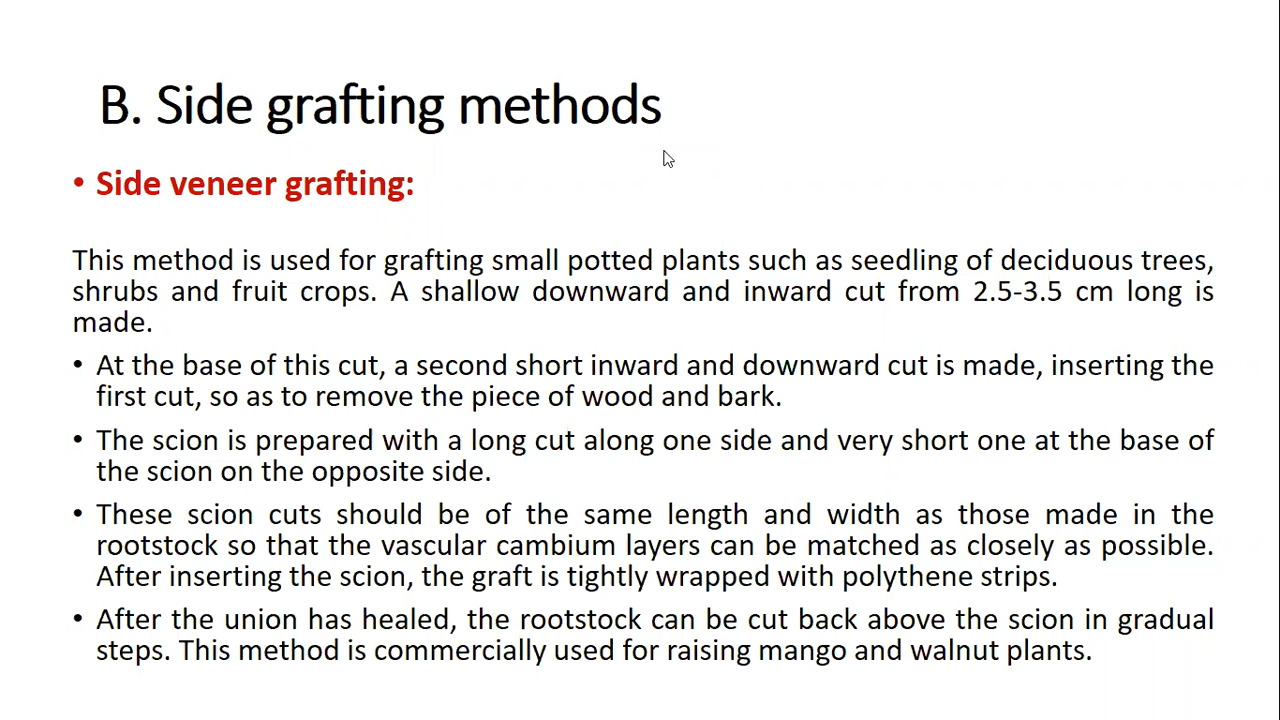 B. Side grafting methods
• Side veneer grafting:
This method is used for grafting small potted plants such as seedling of deciduous trees,
shrubs and fruit crops. A shallow downward and inward cut from 2.5-3.5 cm long is
made.
• At the base of this cut, a second short inward and downward cut is made, inserting the
first cut, so as to remove the piece of wood and bark.
• The scion is prepared with a long cut along one side and very short one at the base of
the scion on the opposite side.
• These scion cuts should be of the same length and width as those made in the
rootstock so that the vascular cambium layers can be matched as closely as possible.
After inserting the scion, the graft is tightly wrapped with polythene strips.
• After the union has healed, the rootstock can be cut back above the scion in gradual
steps. This method is commercially used for raising mango and walnut plants.